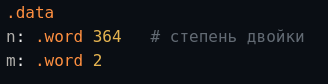 .data
n: .word 364   # степень двойки
m: .word 2